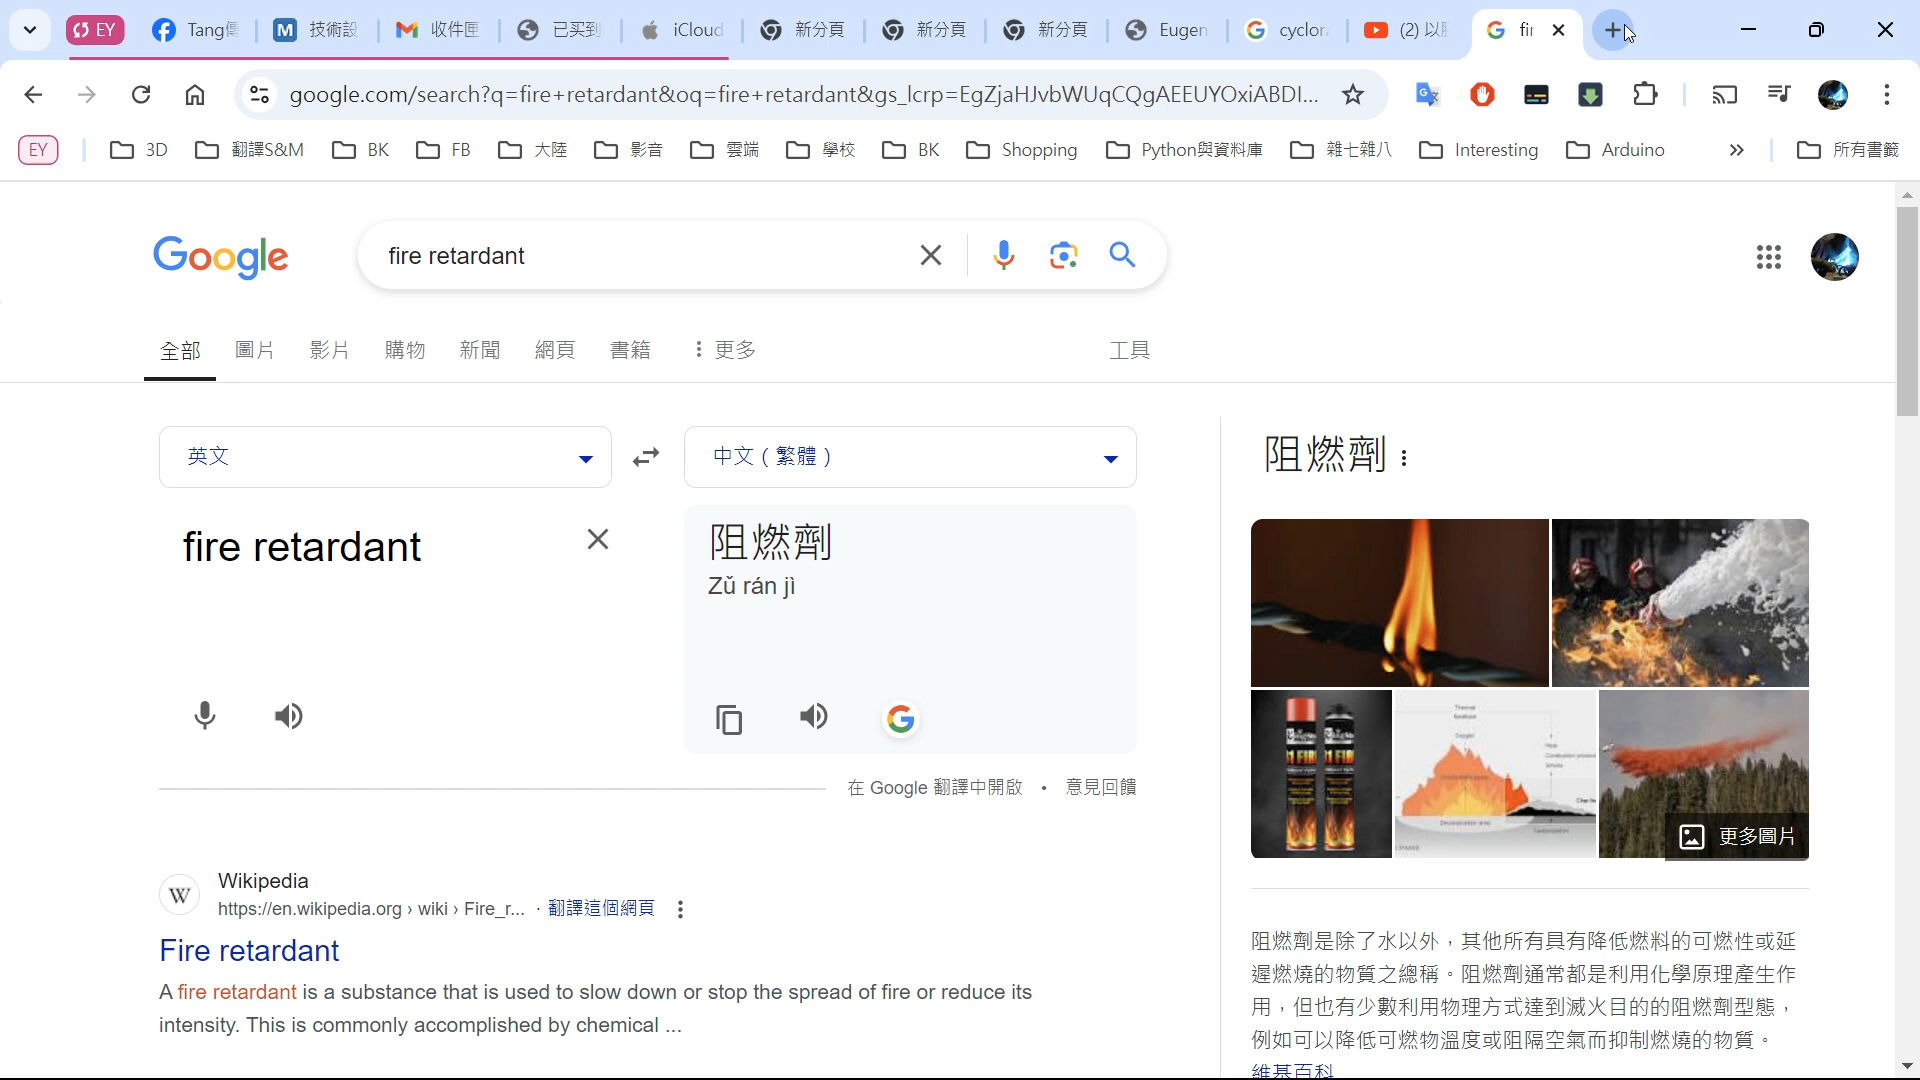 EY
Tang
技術設
收件匣
已买到
iCloud
新分頁
新分頁
新分頁
Eugen
cyclor
(2) 以
fir
google.com/search?q=fire+retardant&oq=fire+retardant&gs_lcrp=EgZjaHJvbWUqCQgAEEUYOxiABDI...
EY
3D
翻譯S&M
BK
FB
大陸
影音
雲端
學校
BK
Shopping
Python與資料庫
雜七雜八
Interesting
Arduino
»
所有書籤
Google
fire retardant
全部
圖片
影片
購物
新聞
網頁
書籍
更多
工具
英文
中文（繁體）
阻燃劑
fire retardant
阻燃劑
Zǔ rán jì
更多圖片
在 Google 翻譯中開啟 • 意見回饋
Wikipedia
https://en.wikipedia.org › wiki › Fire_r... · 翻譯這個網頁
Fire retardant
A fire retardant is a substance that is used to slow down or stop the spread of fire or reduce its
intensity. This is commonly accomplished by chemical ...
阻燃劑是除了水以外，其他所有具有降低燃料的可燃性或延
遲燃燒的物質之總稱。阻燃劑通常都是利用化學原理產生作
用，但也有少數利用物理方式達到滅火目的的阻燃劑型態，
例如可以降低可燃物溫度或阻隔空氣而抑制燃燒的物質。
維基百科